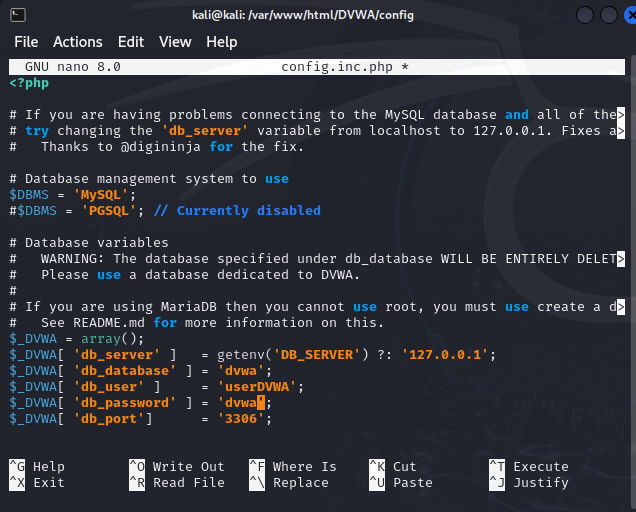 kali@kali: /var/www/html/DVWA/config
File Actions Edit View Help
GNU nano 8.0 config.inc.php *
<?php
# If you are having problems connecting to the MySQL database and all of the>
# try changing the 'db_server' variable from localhost to 127.0.0.1. Fixes a>
#   Thanks to @digininja for the fix.
# Database management system to use
$DBMS = 'MySQL';
#$DBMS = 'PGSQL'; // Currently disabled
# Database variables
#   WARNING: The database specified under db_database WILL BE ENTIRELY DELET>
#   Please use a database dedicated to DVWA.
#
# If you are using MariaDB then you cannot use root, you must use create a d>
#   See README.md for more information on this.
$_DVWA = array();
$_DVWA[ 'db_server' ]   = getenv('DB_SERVER') ?: '127.0.0.1';
$_DVWA[ 'db_database' ] = 'dvwa';
$_DVWA[ 'db_user' ]     = 'userDVWA';
$_DVWA[ 'db_password' ] = 'dvwa';
$_DVWA[ 'db_port']      = '3306';
^G Help ^O Write Out ^F Where Is ^K Cut ^T Execute
^X Exit ^R Read File ^\ Replace ^U Paste ^J Justify